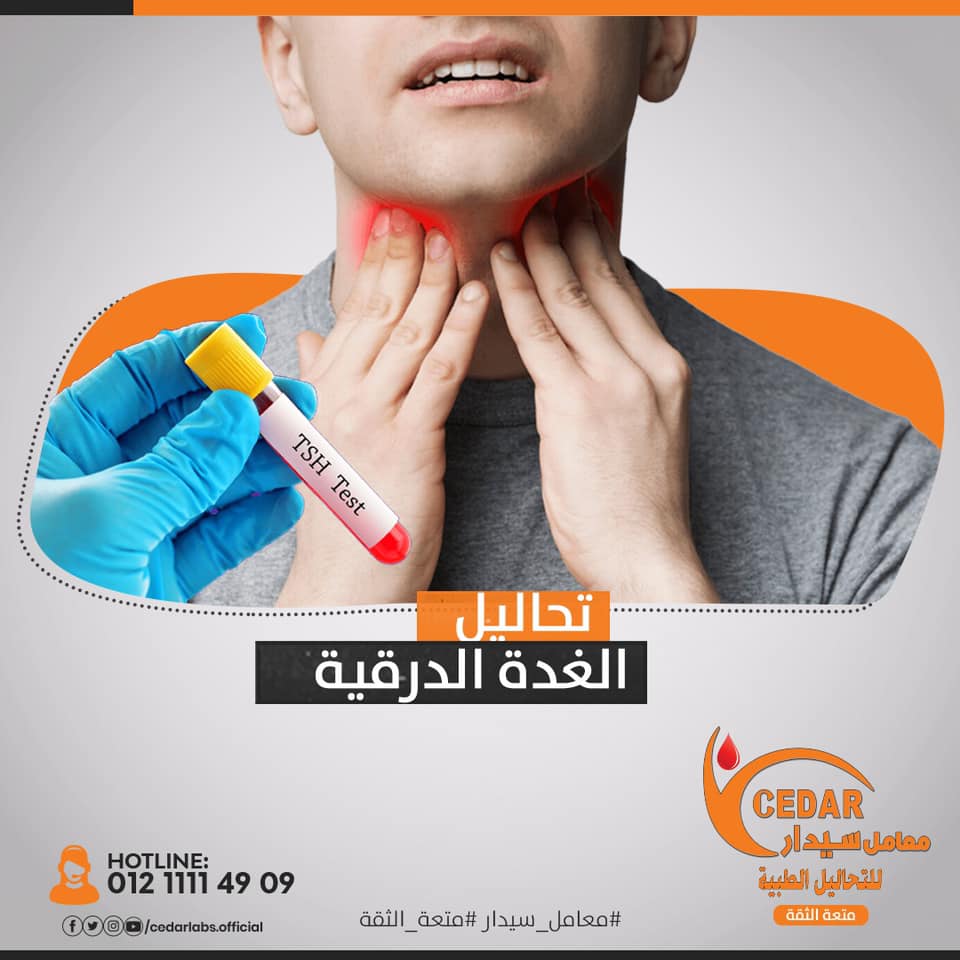 TSH Test
تحاليل
الغدة الدرقية
CEDAR
معامل سيدار
للتحاليل الطبية
متعة الثقة
HOTLINE:
012 1111 49 09
/cedarlabs.official
#معامل_سيدار #متعة_الثقة